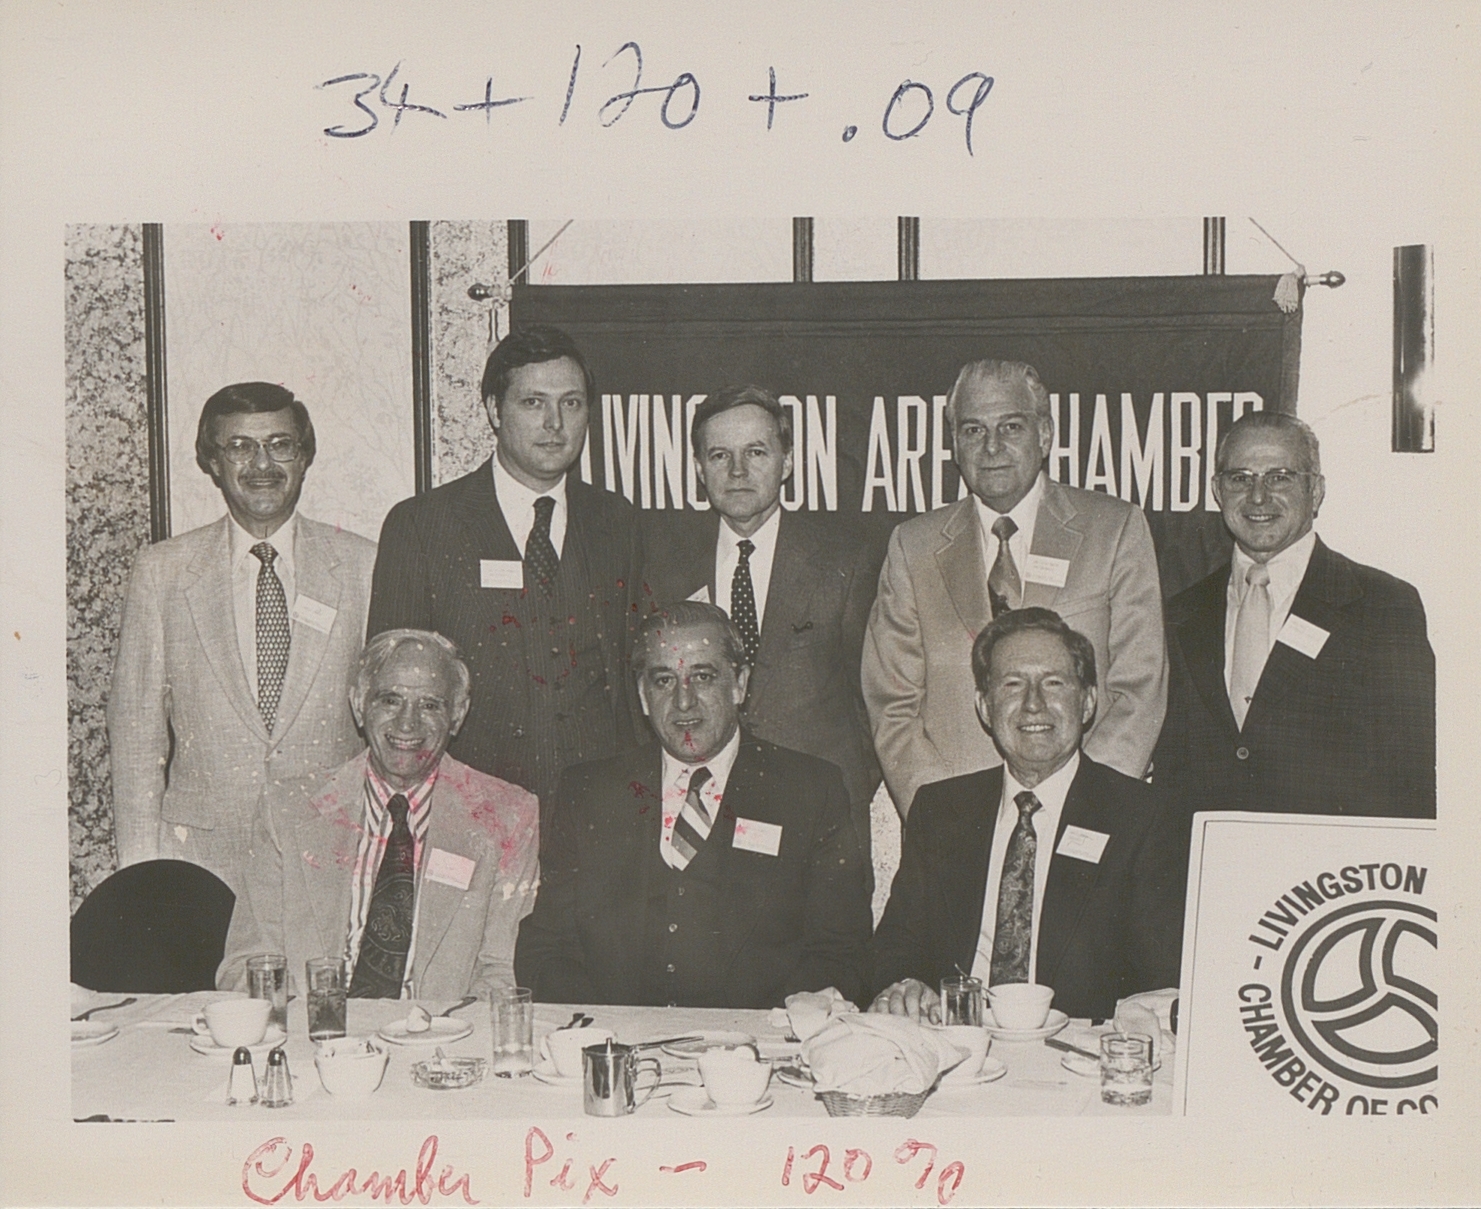 34 + 120 + .09
LIVINGSTON AREA CHAMBER
LIVINGSTON
- CHAMBER OF CO
Chamber Pix - 120%